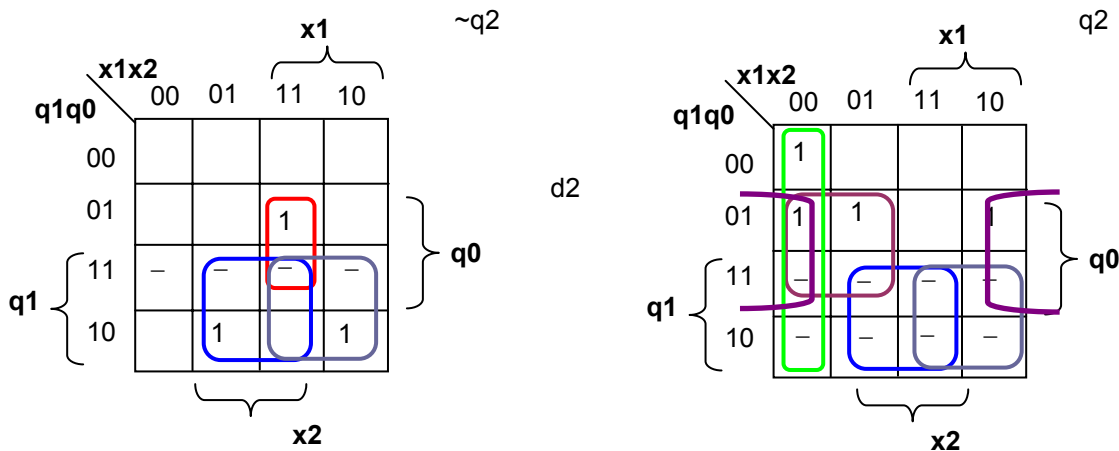 ~q2
x1
x1x2
q1q0
00 01 11 10
00
01 1
q0
11 – – – –
q1
10 1 1
x2
d2
q2
x1
x1x2
q1q0
00 01 11 10
00 1
01 1 1 1
q0
11 – – – –
q1
10 – – – –
x2